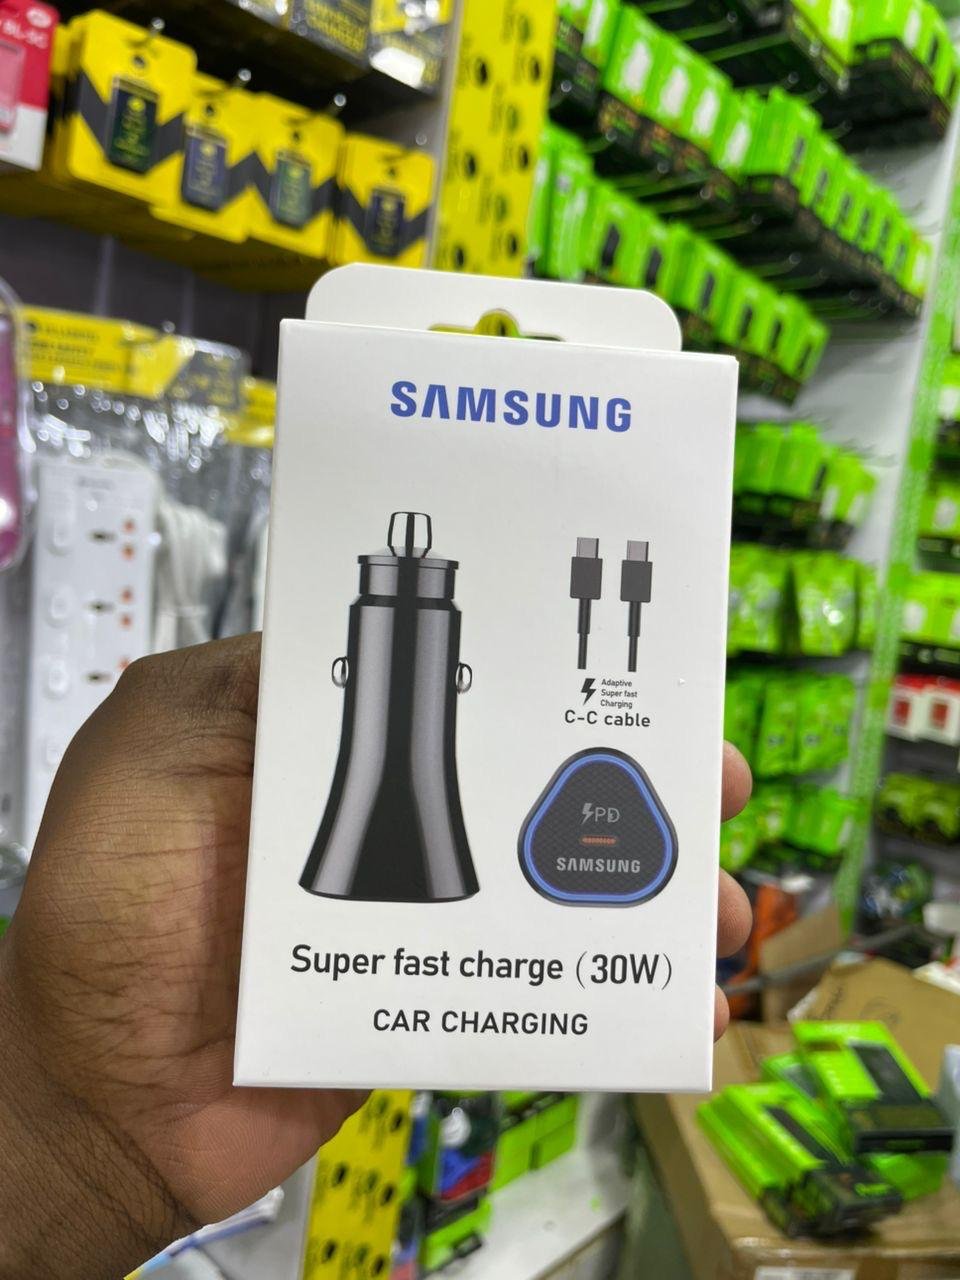 SAMSUNG
Adaptive
Super fast
Charging
C-C cable
PD
SAMSUNG
Super fast charge (30W)
CAR CHARGING